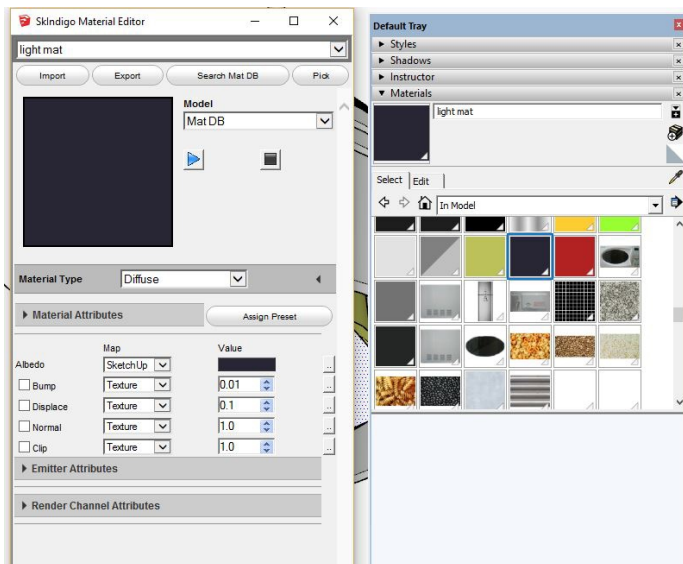 SkIndigo Material Editor
light mat
Import Export Search Mat DB Pick
Model
Mat DB
Material Type Diffuse
Material Attributes Assign Preset
Map Value
Albedo SketchUp ..
Bump Texture 0.01 ..
Displace Texture 0.1 ..
Normal Texture 1.0 ..
Clip Texture 1.0 ..
Emitter Attributes
Render Channel Attributes
Default Tray
Styles
Shadows
Instructor
Materials
light mat
Select Edit
In Model